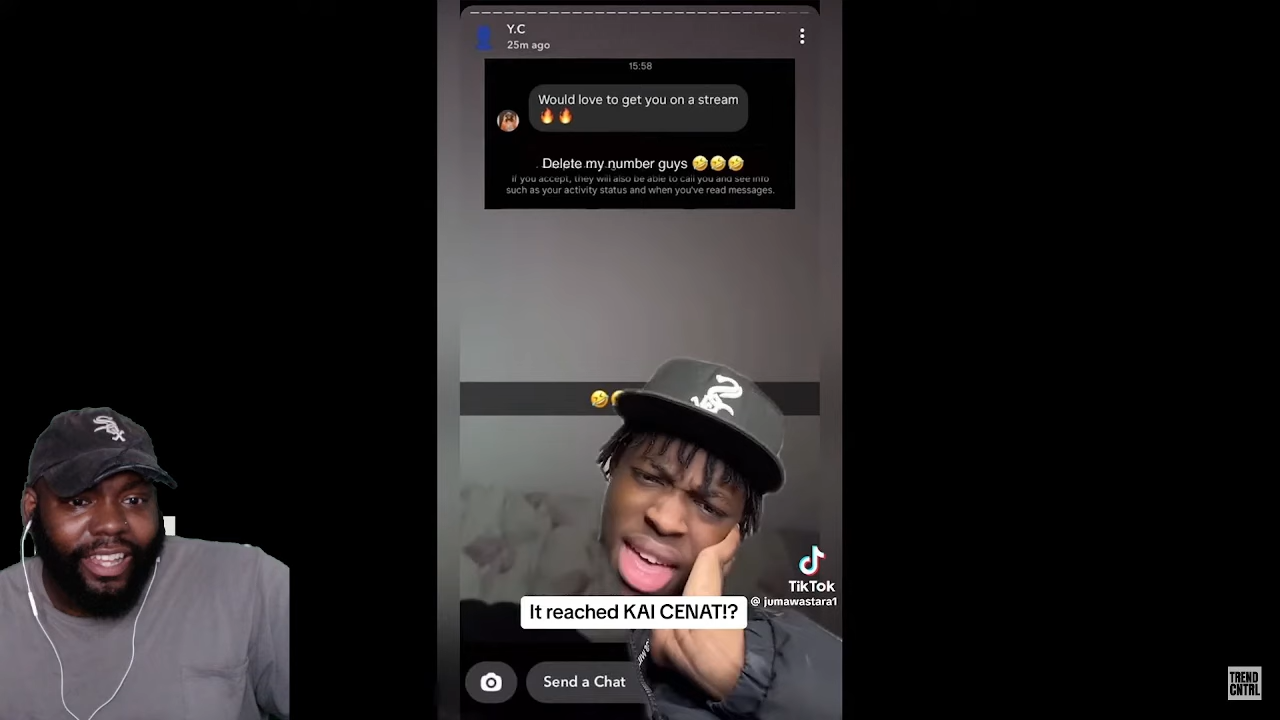 Y.C
25m ago
15:58
Would love to get you on a stream
🔥🔥
Delete my number guys 🤣🤣🤣
If you accept, they will also be able to call you and see info
such as your activity status and when you've read messages.
SOX
TikTok
@ jumawastara1
It reached KAI CENAT!?
Send a Chat
TREND
CNTRL